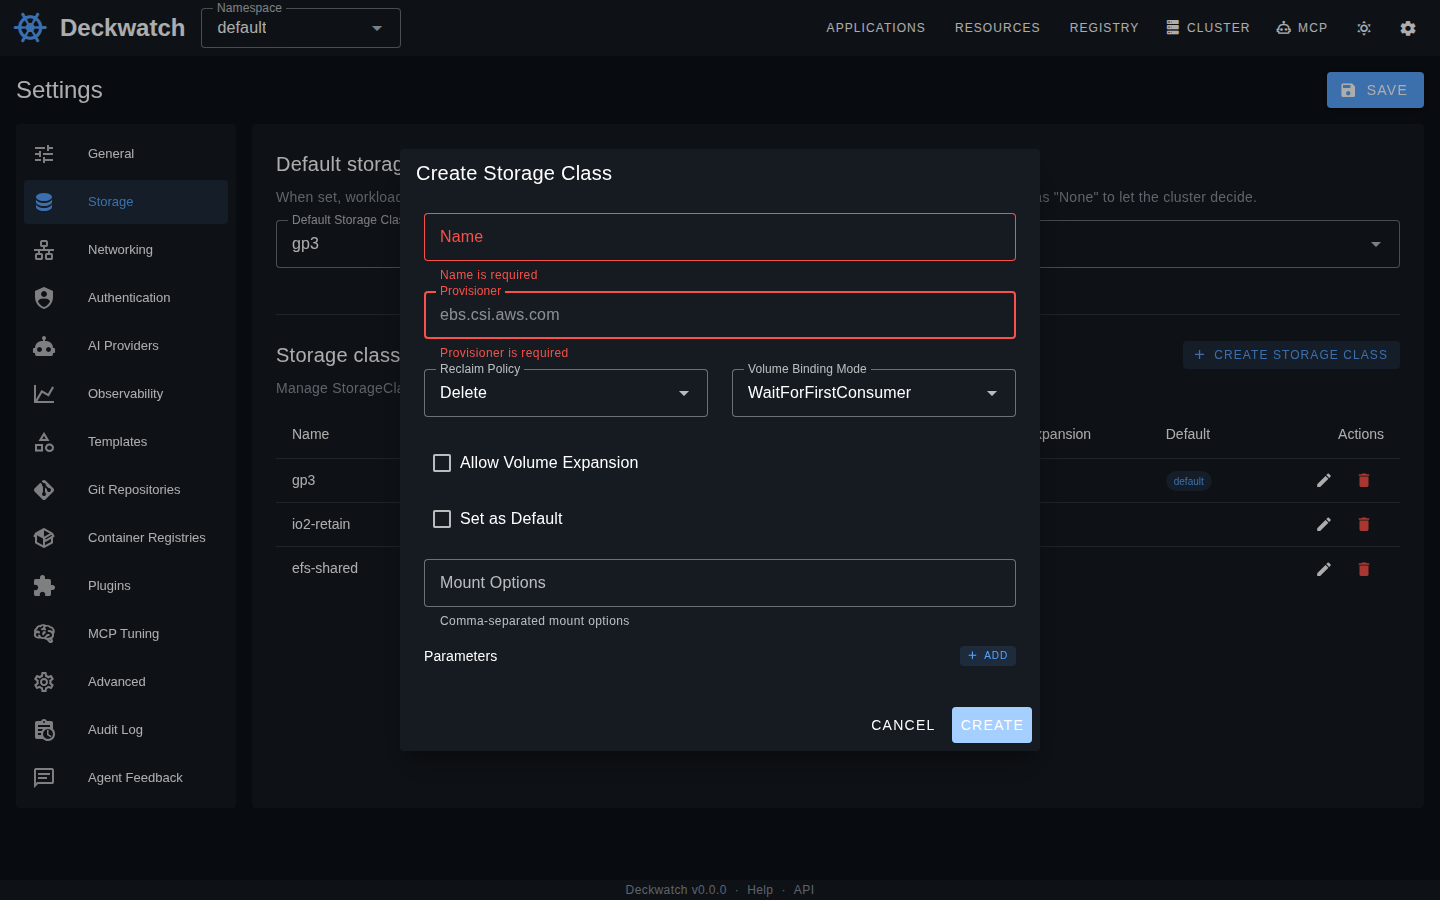 Deckwatch
Namespace
default
APPLICATIONS
RESOURCES
REGISTRY
CLUSTER
MCP
Settings
SAVE
General
Storage
Networking
Authentication
AI Providers
Observability
Templates
Git Repositories
Container Registries
Plugins
MCP Tuning
Advanced
Audit Log
Agent Feedback
Default storag
When set, workload
as "None" to let the cluster decide.
Default Storage Clas
gp3
Storage class
Manage StorageCla
CREATE STORAGE CLASS
Name
xpansion
Default
Actions
gp3
default
io2-retain
efs-shared
Create Storage Class
Name
Name is required
Provisioner
ebs.csi.aws.com
Provisioner is required
Reclaim Policy
Delete
Volume Binding Mode
WaitForFirstConsumer
Allow Volume Expansion
Set as Default
Mount Options
Comma-separated mount options
Parameters
ADD
CANCEL
CREATE
Deckwatch v0.0.0 · Help · API